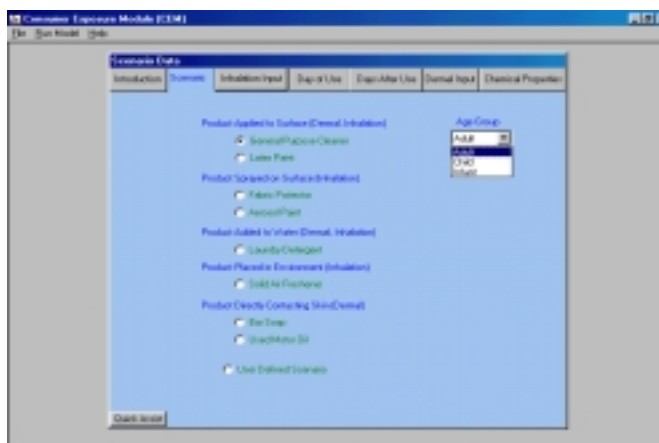 Consumer Exposure Module (CEM)
File Run Model Help
Scenario Data
Introduction Scenario Inhalation Input Day of Use Days After Use Dermal Input Chemical Properties
Product Applied to Surface (Dermal, Inhalation)
Age Group
General Purpose Cleaner
Adult
Latex Paint
Adult
Child
Infant
Product Sprayed on Surface (Inhalation)
Fabric Protector
Aerosol Paint
Product Added to Water (Dermal, Inhalation)
Laundry Detergent
Product Placed in Environment (Inhalation)
Solid Air Freshener
Product Directly Contacting Skin (Dermal)
Bar Soap
Used Motor Oil
User Defined Scenario
Quick Assist